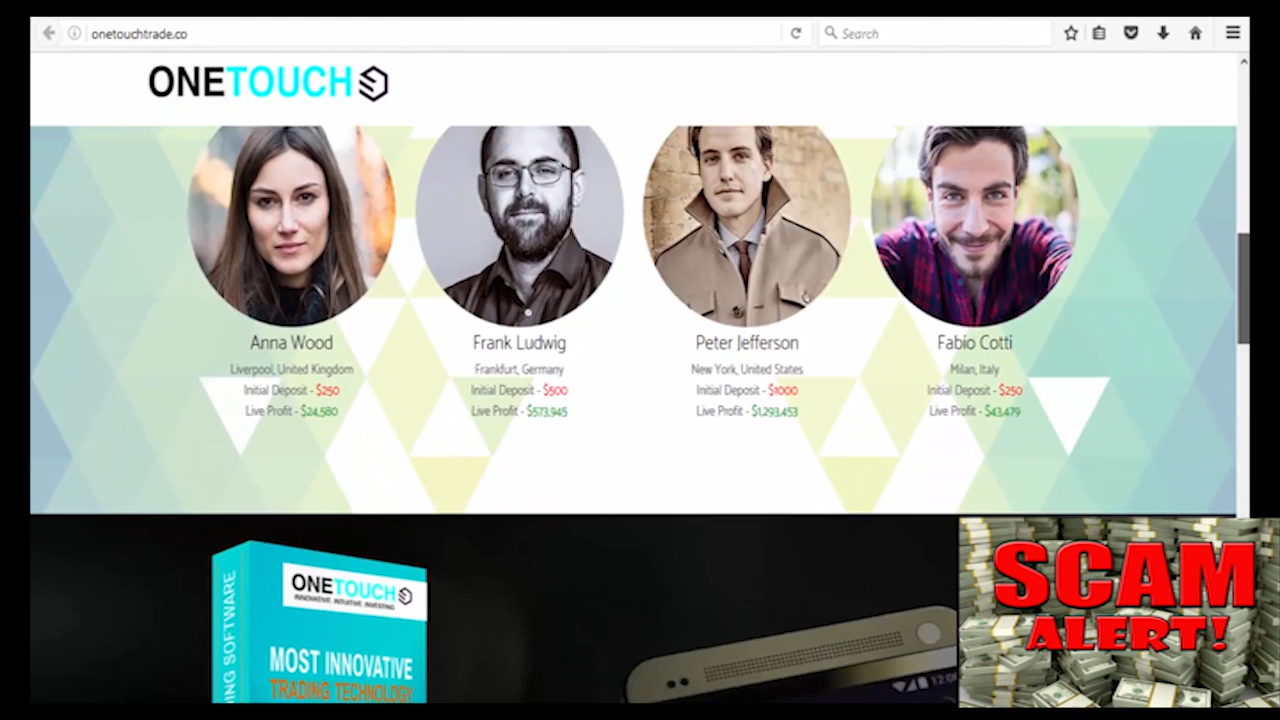 onetouchtrade.co
Search
ONETOUCH
Anna Wood
Liverpool, United Kingdom
Initial Deposit - $250
Live Profit - $24,580
Frank Ludwig
Frankfurt, Germany
Initial Deposit - $500
Live Profit - $573,945
Peter Jefferson
New York, United States
Initial Deposit - $1000
Live Profit - $1,293,453
Fabio Cotti
Milan, Italy
Initial Deposit - $250
Live Profit - $43,479
ONETOUCH
INNOVATIVE. INTUITIVE. INVESTING
MOST INNOVATIVE
TRADING TECHNOLOGY
SOFTWARE
12:00
SCAM
ALERT!